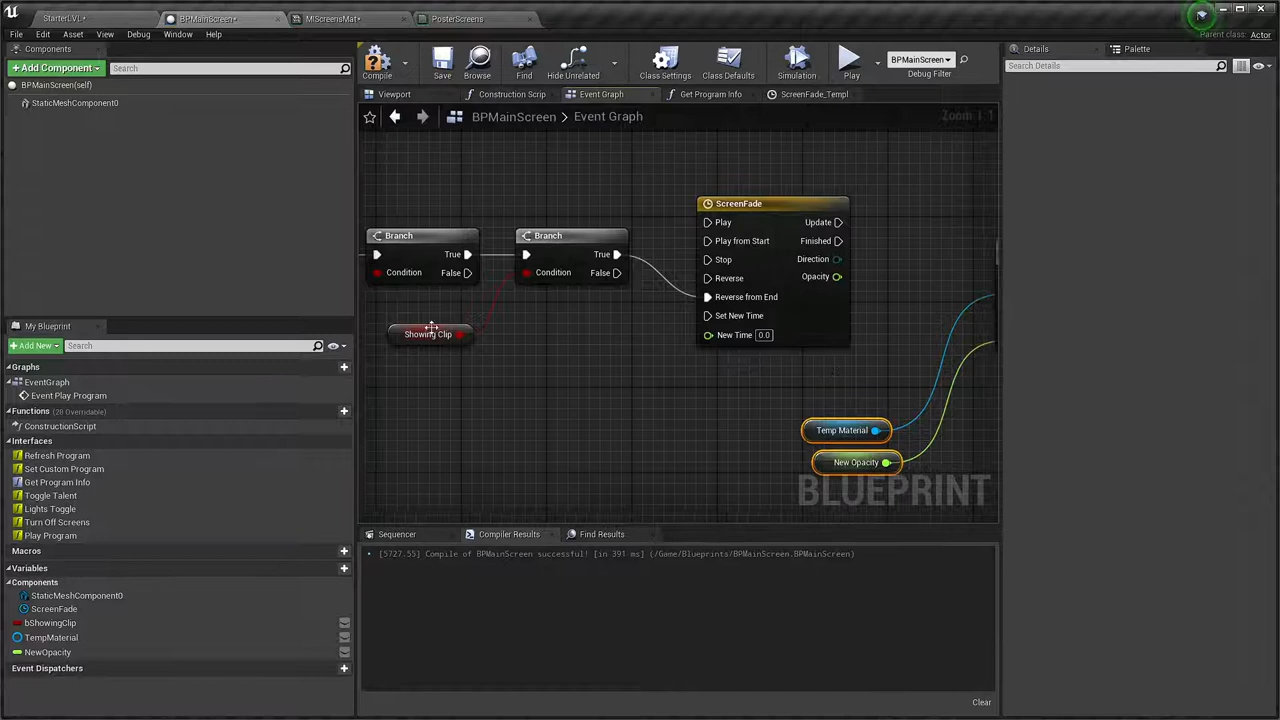 StarterLVL*
BPMainScreen*
MIScreensMat*
PosterScreens
File Edit Asset View Debug Window Help
Parent class: Actor
Components
+ Add Component
Search
BPMainScreen(self)
StaticMeshComponent0
Compile
Save
Browse
Find
Hide Unrelated
Class Settings
Class Defaults
Simulation
Play
BPMainScreen
Debug Filter
Details
Palette
Search Details
Viewport
Construction Script
Event Graph
Get Program Info
ScreenFade_Templ
BPMainScreen > Event Graph
Zoom 1:1
Branch
True
Condition
False
Branch
True
Condition
False
Showing Clip
ScreenFade
Play
Update
Play from Start
Finished
Stop
Direction
Reverse
Opacity
Reverse from End
Set New Time
New Time 0.0
Temp Material
New Opacity
BLUEPRINT
My Blueprint
+ Add New
Search
Graphs
EventGraph
Event Play Program
Functions (28 Overridable)
ConstructionScript
Interfaces
Refresh Program
Set Custom Program
Get Program Info
Toggle Talent
Lights Toggle
Turn Off Screens
Play Program
Macros
Variables
Components
StaticMeshComponent0
ScreenFade
bShowingClip
TempMaterial
NewOpacity
Event Dispatchers
Sequencer
Compiler Results
Find Results
[5727.55] Compile of BPMainScreen successful! [in 391 ms] (/Game/Blueprints/BPMainScreen.BPMainScreen)
Clear